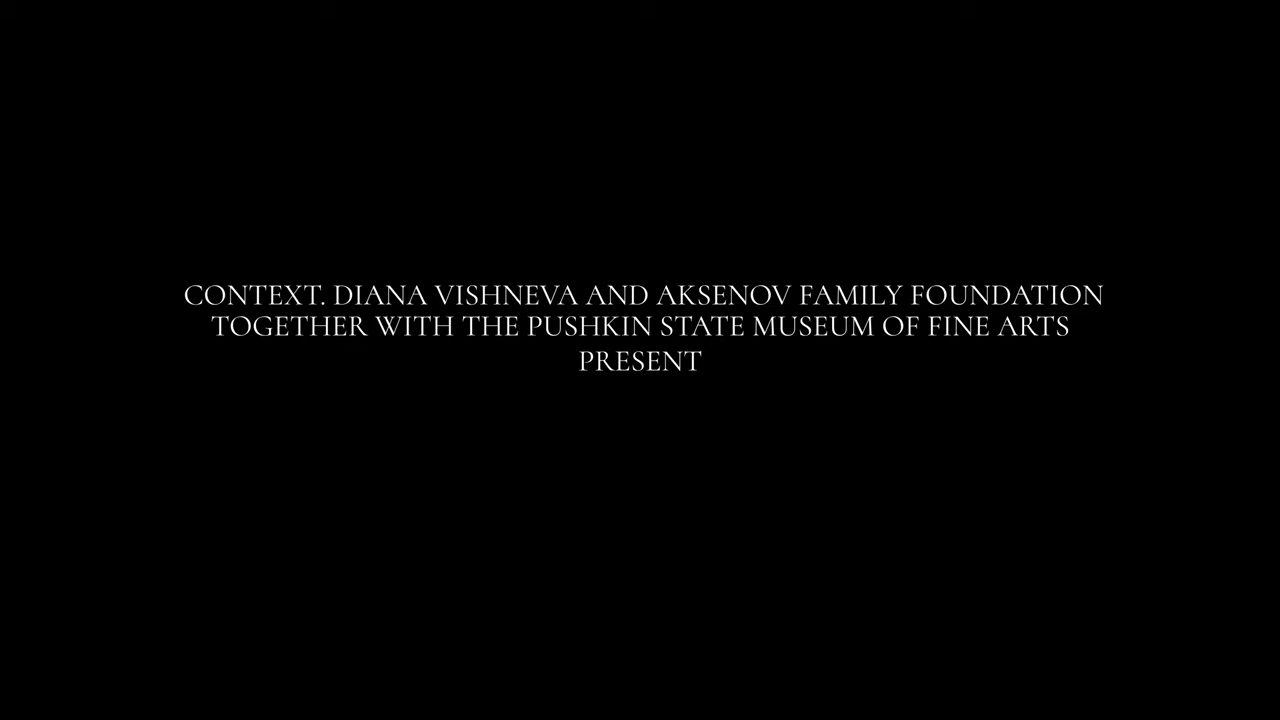 CONTEXT. DIANA VISHNEVA AND AKSENOV FAMILY FOUNDATION
TOGETHER WITH THE PUSHKIN STATE MUSEUM OF FINE ARTS
PRESENT